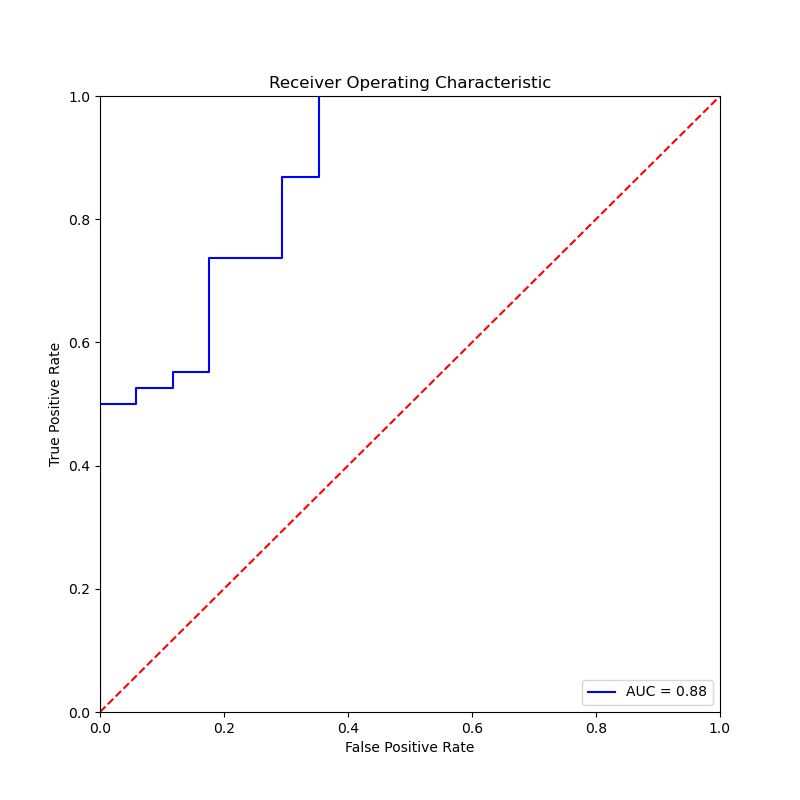 Receiver Operating Characteristic
1.0
0.8
0.6
0.4
0.2
0.0
True Positive Rate
AUC = 0.88
0.0 0.2 0.4 0.6 0.8 1.0
False Positive Rate